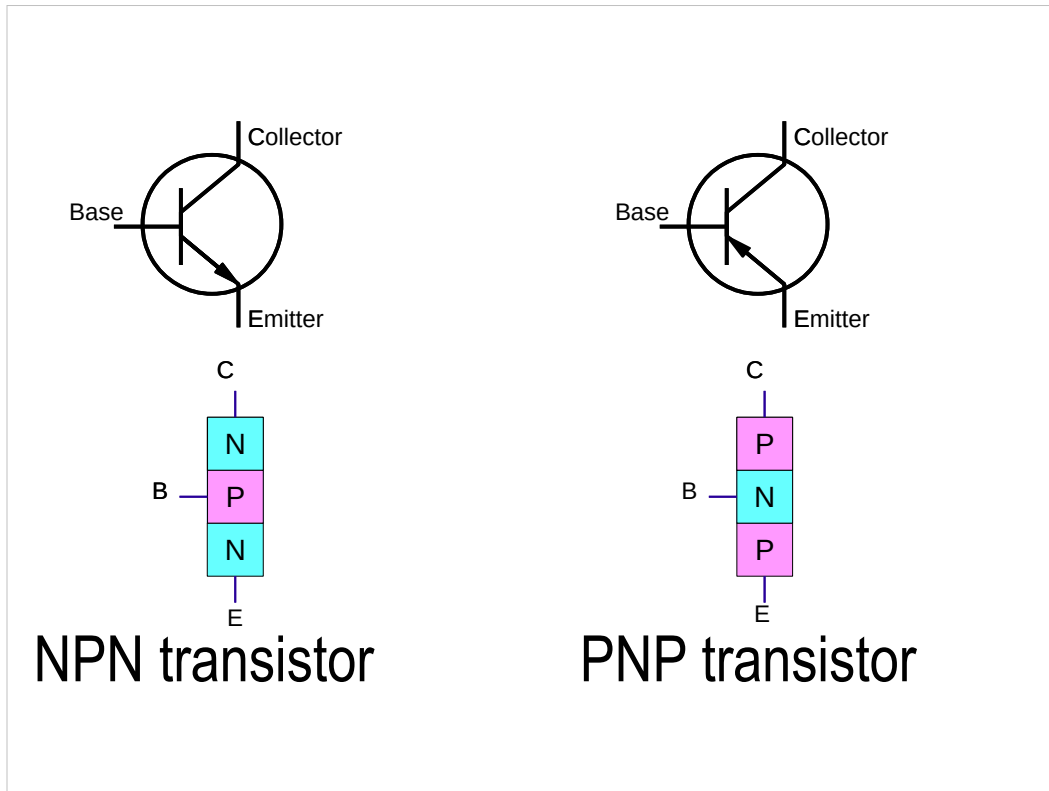 Collector
Base
Emitter
C
N
B
P
N
E
NPN transistor
Collector
Base
Emitter
C
P
B
N
P
E
PNP transistor